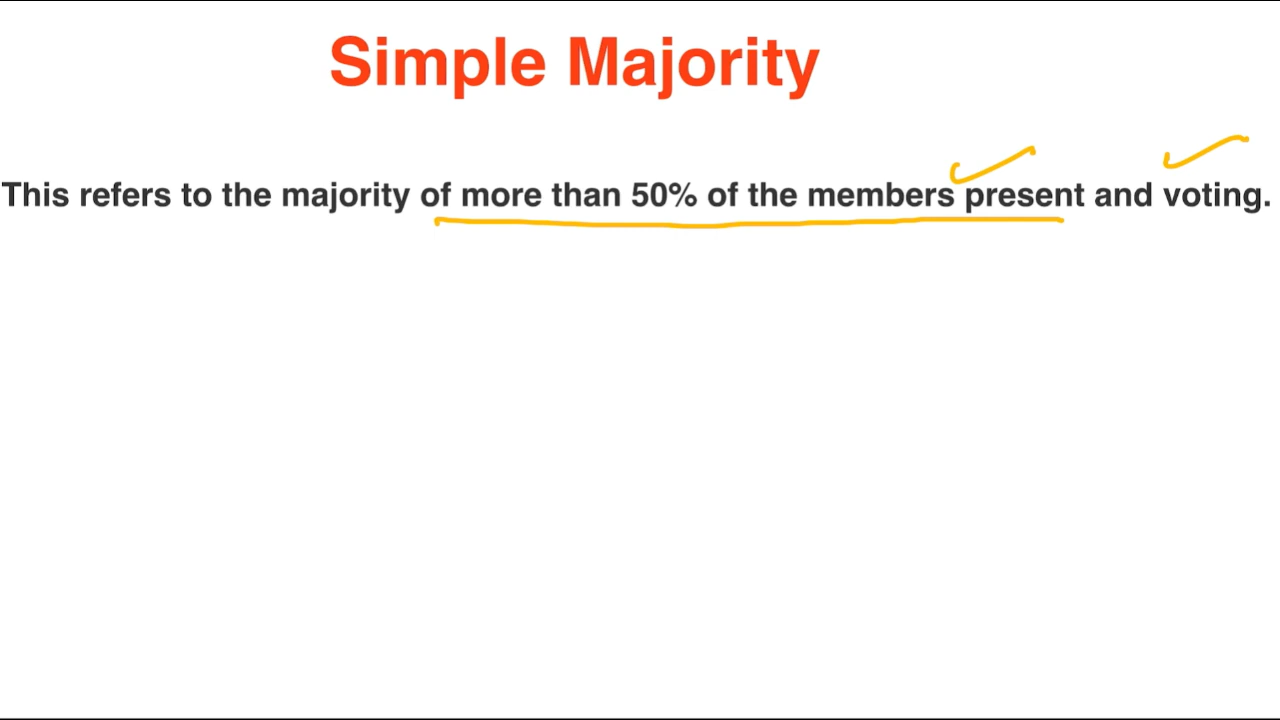 Simple Majority
This refers to the majority of more than 50% of the members present and voting.